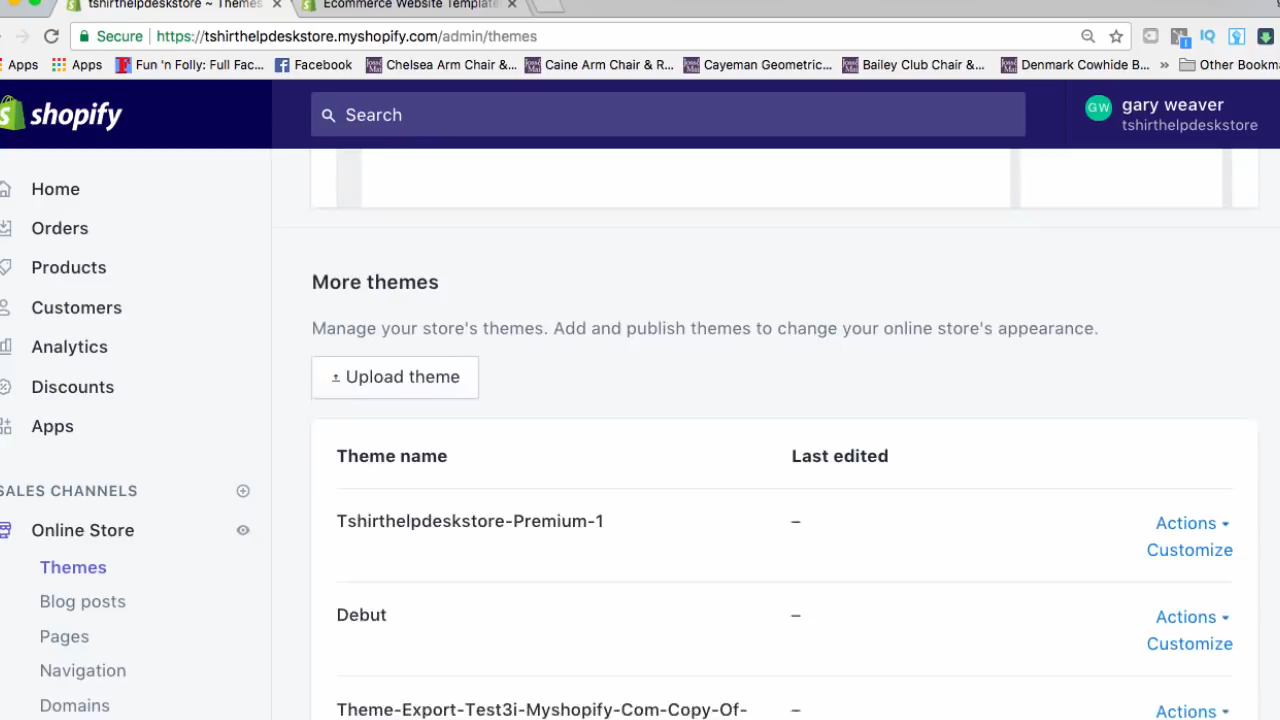 tshirthelpdeskstore ~ Themes
Ecommerce Website Template
Secure https://tshirthelpdeskstore.myshopify.com/admin/themes
IQ
Apps Apps Fun 'n Folly: Full Fac... Facebook Chelsea Arm Chair &... Caine Arm Chair & R... Cayeman Geometric... Bailey Club Chair &... Denmark Cowhide B... » Other Bookma
shopify
Search
GW gary weaver
tshirthelpdeskstore
Home
Orders
Products
Customers
Analytics
Discounts
Apps
SALES CHANNELS
Online Store
Themes
Blog posts
Pages
Navigation
Domains
More themes
Manage your store's themes. Add and publish themes to change your online store's appearance.
Upload theme
Theme name Last edited
Tshirthelpdeskstore-Premium-1 – Actions
Customize
Debut – Actions
Customize
Theme-Export-Test3i-Myshopify-Com-Copy-Of- – Actions